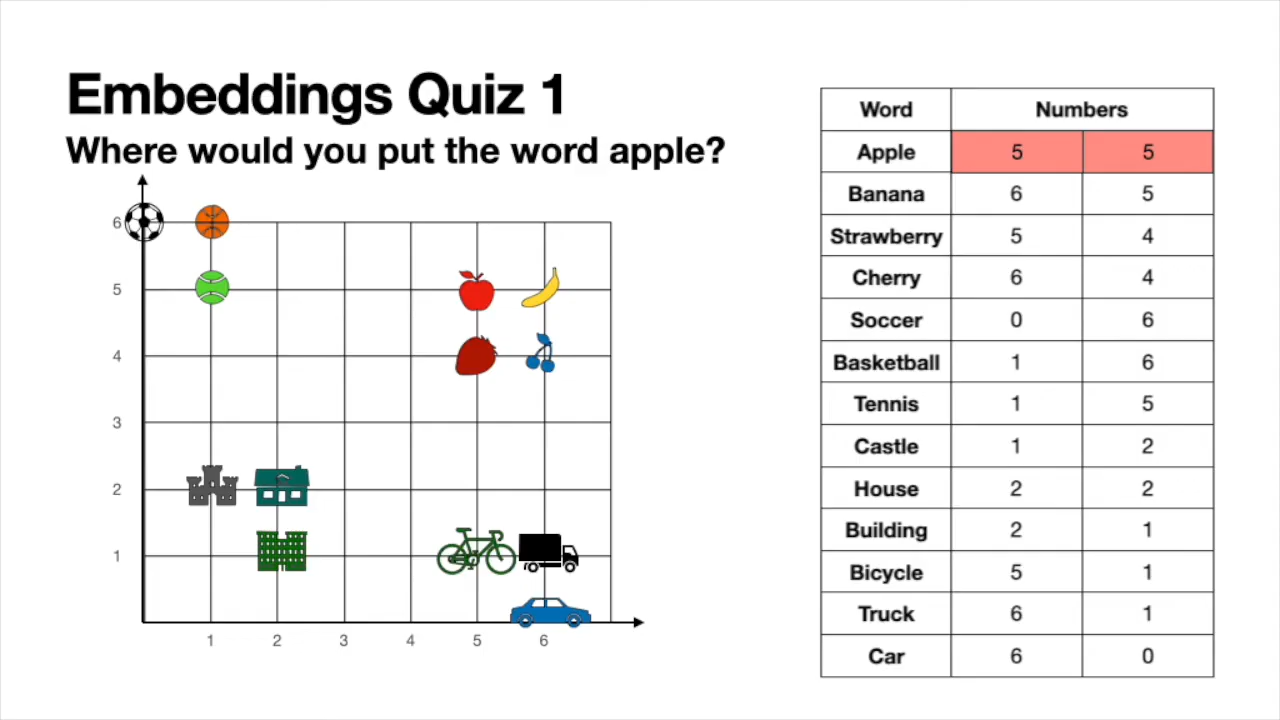 Embeddings Quiz 1
Where would you put the word apple?
6
5
4
3
2
1
1 2 3 4 5 6
Word Numbers
Apple 5 5
Banana 6 5
Strawberry 5 4
Cherry 6 4
Soccer 0 6
Basketball 1 6
Tennis 1 5
Castle 1 2
House 2 2
Building 2 1
Bicycle 5 1
Truck 6 1
Car 6 0